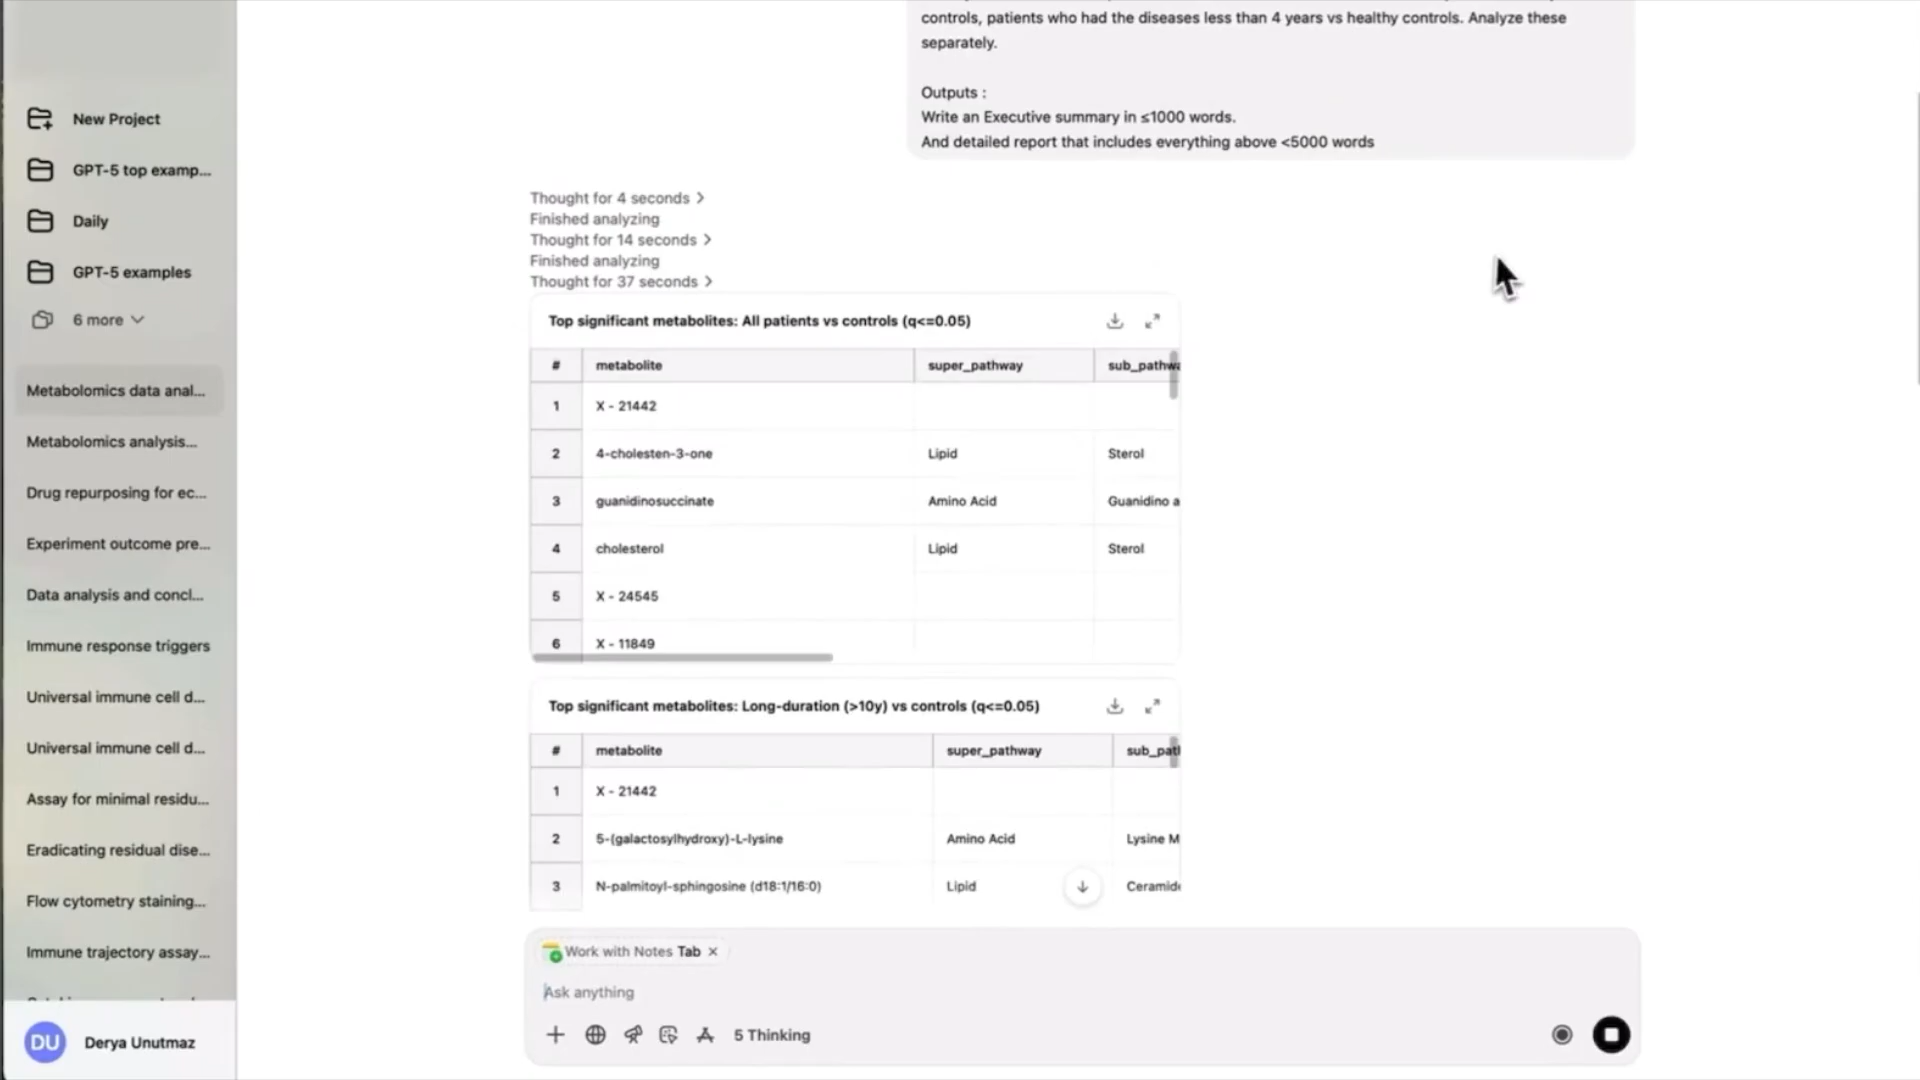 New Project
GPT-5 top examp...
Daily
GPT-5 examples
6 more
Metabolomics data anal...
Metabolomics analysis...
Drug repurposing for ec...
Experiment outcome pre...
Data analysis and concl...
Immune response triggers
Universal immune cell d...
Universal immune cell d...
Assay for minimal residu...
Eradicating residual dise...
Flow cytometry staining...
Immune trajectory assay...
DU Derya Unutmaz
controls, patients who had the diseases less than 4 years vs healthy controls. Analyze these
separately.
Outputs :
Write an Executive summary in ≤1000 words.
And detailed report that includes everything above <5000 words
Thought for 4 seconds >
Finished analyzing
Thought for 14 seconds >
Finished analyzing
Thought for 37 seconds >
Top significant metabolites: All patients vs controls (q<=0.05)
# metabolite super_pathway sub_pathwa
1 X - 21442
2 4-cholesten-3-one Lipid Sterol
3 guanidinosuccinate Amino Acid Guanidino a
4 cholesterol Lipid Sterol
5 X - 24545
6 X - 11849
Top significant metabolites: Long-duration (>10y) vs controls (q<=0.05)
# metabolite super_pathway sub_pat
1 X - 21442
2 5-(galactosylhydroxy)-L-lysine Amino Acid Lysine M
3 N-palmitoyl-sphingosine (d18:1/16:0) Lipid Ceramid
Work with Notes Tab ×
Ask anything
5 Thinking